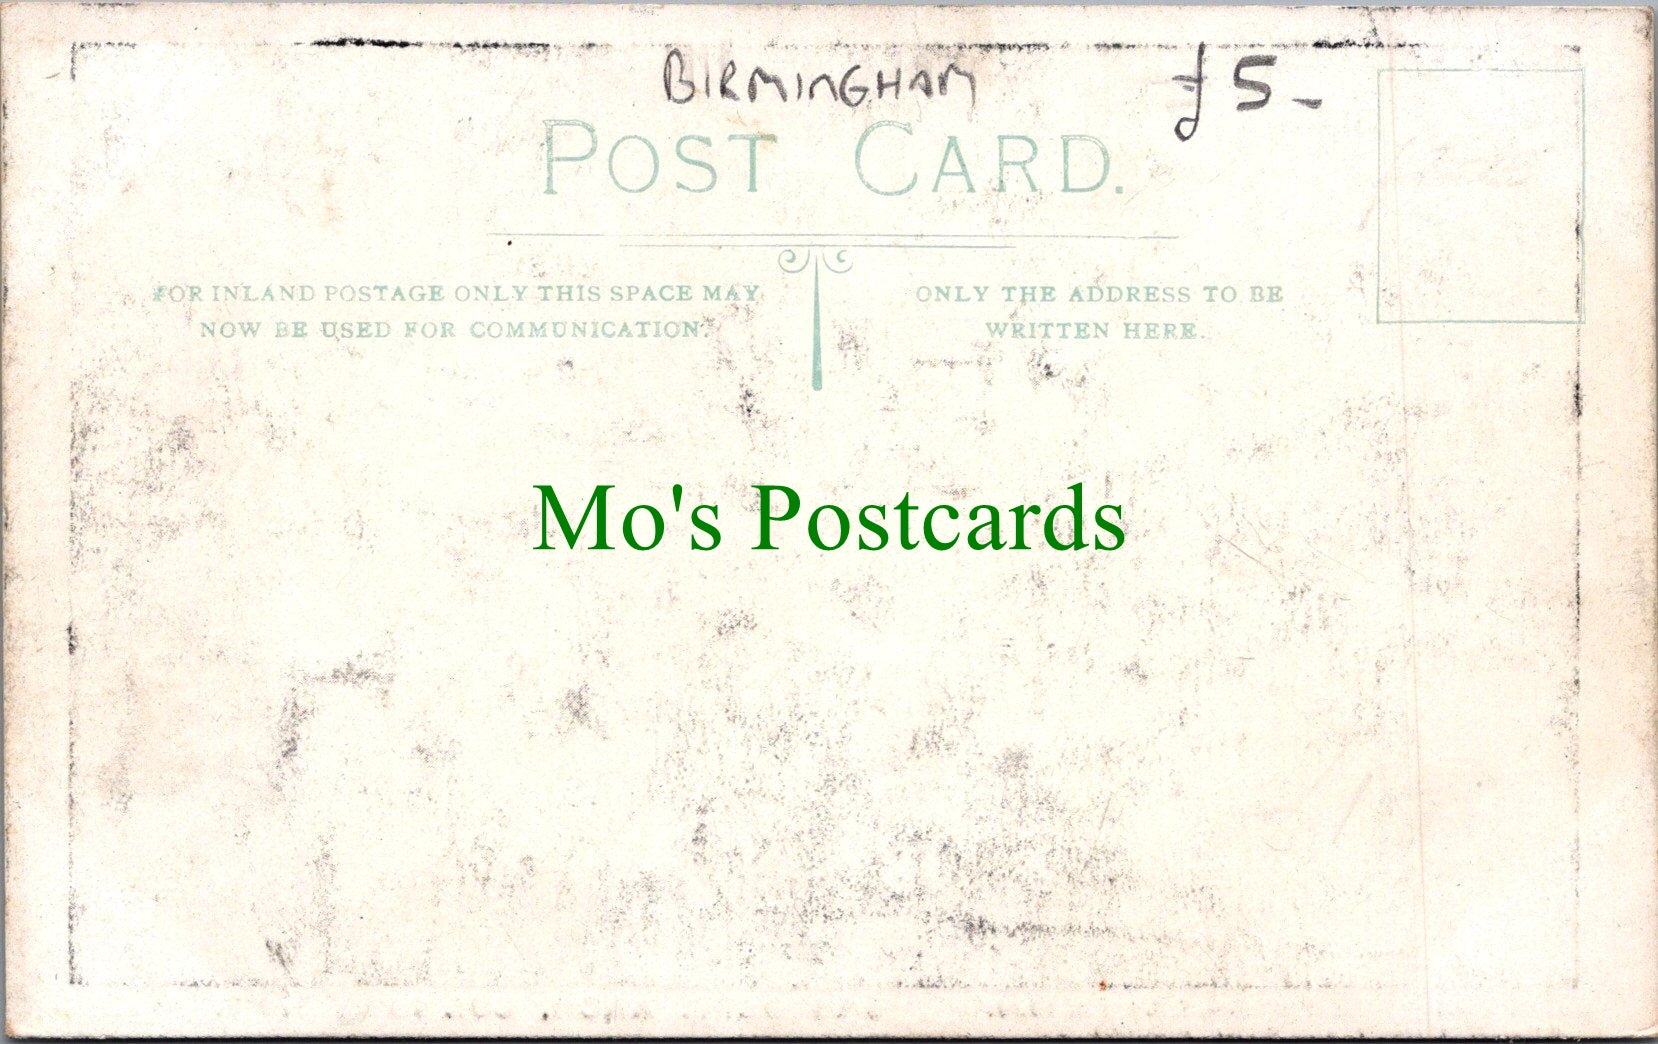 BIRMINGHAM £5-
POST CARD.
FOR INLAND POSTAGE ONLY THIS SPACE MAY
NOW BE USED FOR COMMUNICATION.
ONLY THE ADDRESS TO BE
WRITTEN HERE.
Mo's Postcards